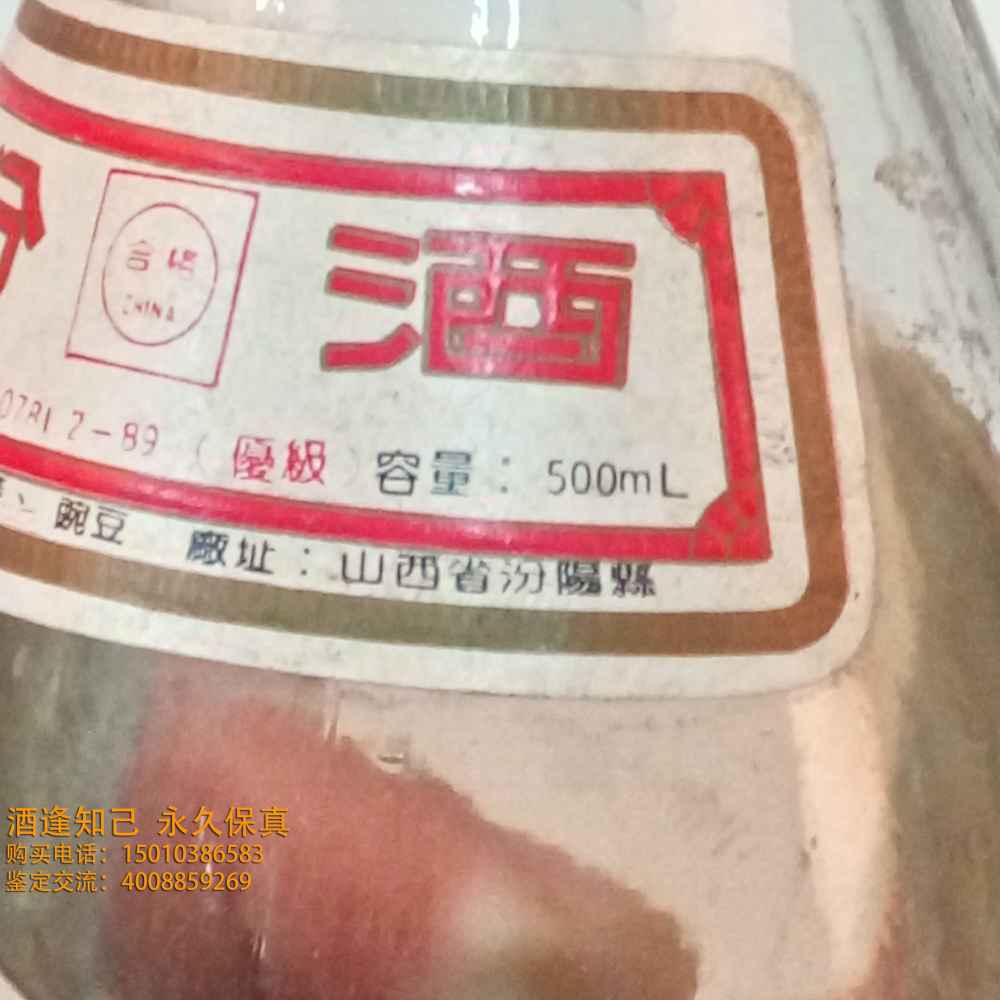 汾 酒
合格
CHINA
0781.2-89 (優級) 容量：500mL
、豌豆 廠址：山西省汾陽縣
酒逢知己 永久保真
购买电话：15010386583
鉴定交流：4008859269